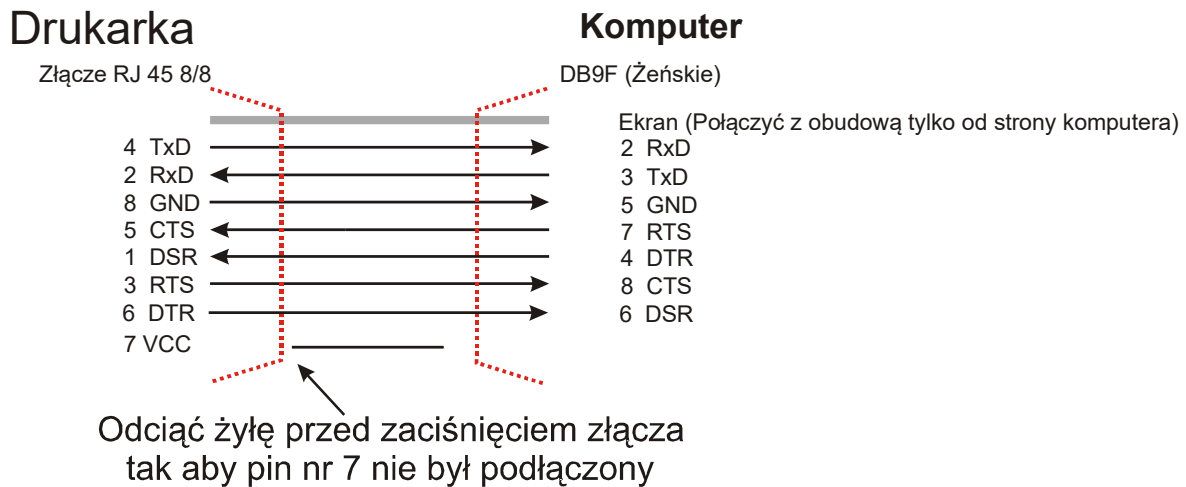 Drukarka
Komputer
Złącze RJ 45 8/8
DB9F (Żeńskie)
Ekran (Połączyć z obudową tylko od strony komputera)
4 TxD
2 RxD
2 RxD
3 TxD
8 GND
5 GND
5 CTS
7 RTS
1 DSR
4 DTR
3 RTS
8 CTS
6 DTR
6 DSR
7 VCC
Odciąć żyłę przed zaciśnięciem złącza
tak aby pin nr 7 nie był podłączony